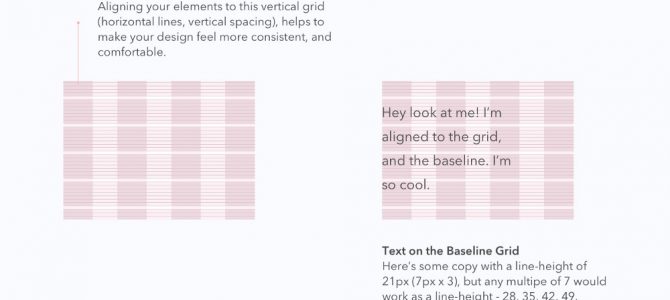 Aligning your elements to this vertical grid
(horizontal lines, vertical spacing), helps to
make your design feel more consistent, and
comfortable.
Hey look at me! I'm
aligned to the grid,
and the baseline. I'm
so cool.
Text on the Baseline Grid
Here's some copy with a line-height of
21px (7px x 3), but any multipe of 7 would
work as a line-height - 28, 35, 42, 49,